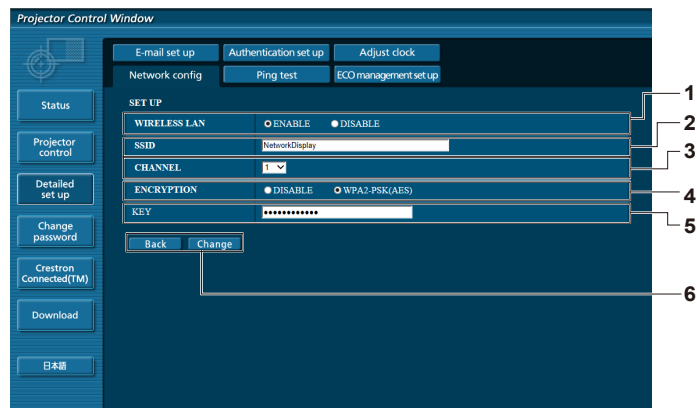 Projector Control Window
E-mail set up
Authentication set up
Adjust clock
Network config
Ping test
ECO management set up
Status
Projector
control
Detailed
set up
Change
password
Crestron
Connected(TM)
Download
日本語
SET UP
WIRELESS LAN ENABLE DISABLE
SSID NetworkDisplay
CHANNEL 1
ENCRYPTION DISABLE WPA2-PSK(AES)
KEY ••••••••••••
Back Change
1
2
3
4
5
6